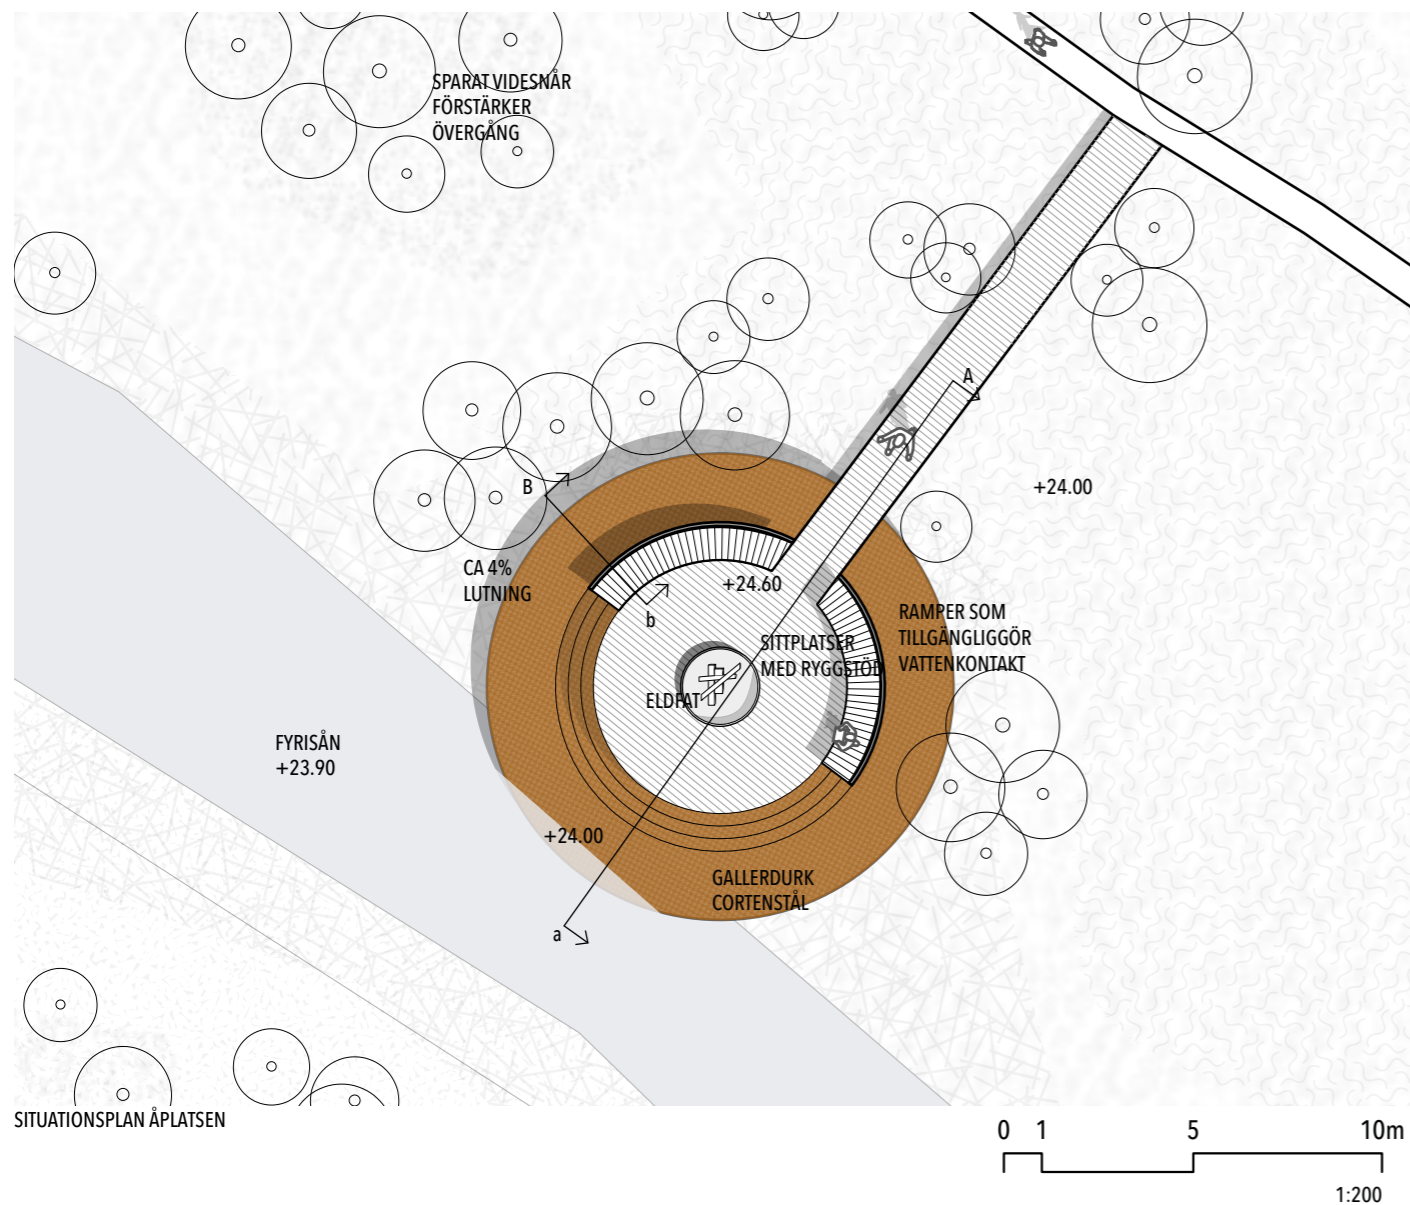 SPARAT VIDESNÅR
FÖRSTÄRKER
ÖVERGÅNG
A
+24.00
B
CA 4%
LUTNING
+24.60
b
RAMPER SOM
TILLGÄNGLIGGÖR
VATTENKONTAKT
SITTPLATSER
MED RYGGSTÖD
ELDFAT
FYRISÅN
+23.90
+24.00
GALLERDURK
CORTENSTÅL
a
SITUATIONSPLAN ÅPLATSEN
0 1 5 10m
1:200